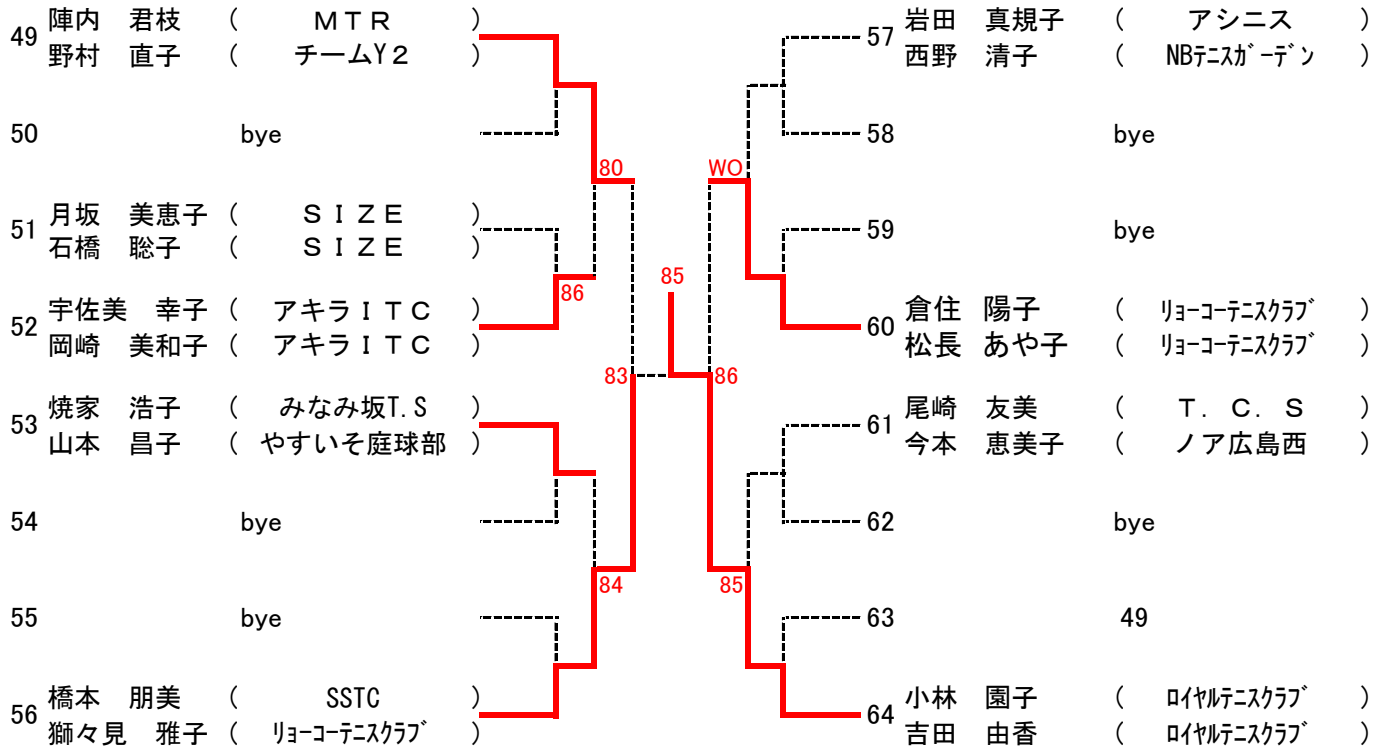 49 陣内 君枝 ( MTR )
野村 直子 ( チームY2 )
50 bye
80
51 月坂 美恵子 ( SIZE )
石橋 聡子 ( SIZE )
86
52 宇佐美 幸子 ( アキラITC )
岡崎 美和子 ( アキラITC )
83
53 焼家 浩子 ( みなみ坂T.S )
山本 昌子 ( やすいそ庭球部 )
54 bye
84
55 bye
56 橋本 朋美 ( SSTC )
獅々見 雅子 ( リョーコーテニスクラブ )
85
57 岩田 真規子 ( アシニス )
西野 清子 ( NBテニスガーデン )
58 bye
WO
59 bye
60 倉住 陽子 ( リョーコーテニスクラブ )
松長 あや子 ( リョーコーテニスクラブ )
86
61 尾崎 友美 ( T. C. S )
今本 恵美子 ( ノア広島西 )
62 bye
85
63 49
64 小林 園子 ( ロイヤルテニスクラブ )
吉田 由香 ( ロイヤルテニスクラブ )